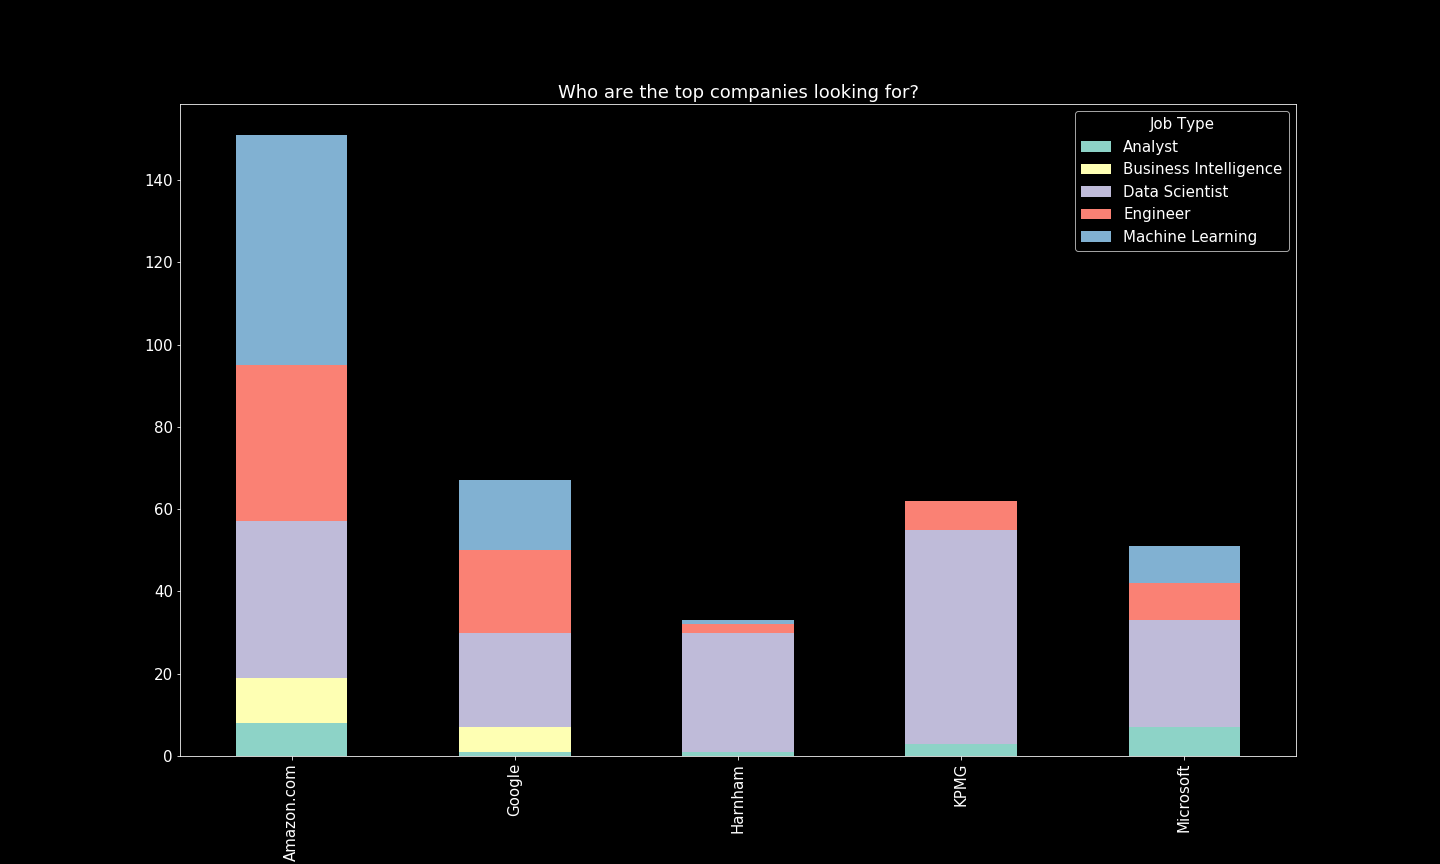 Who are the top companies looking for?
Job Type
Analyst
Business Intelligence
Data Scientist
Engineer
Machine Learning
140
120
100
80
60
40
20
0
Amazon.com
Google
Harnham
KPMG
Microsoft